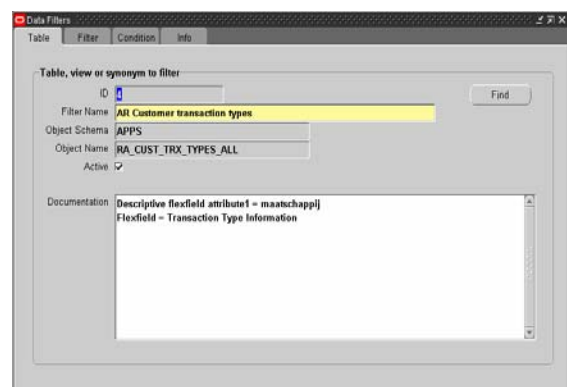 Data Filters
Table Filter Condition Info
Table, view or synonym to filter
ID 4
Find
Filter Name AR Customer transaction types
Object Schema APPS
Object Name RA_CUST_TRX_TYPES_ALL
Active
Documentation Descriptive flexfield attribute1 = maatschappij
Flexfield = Transaction Type Information